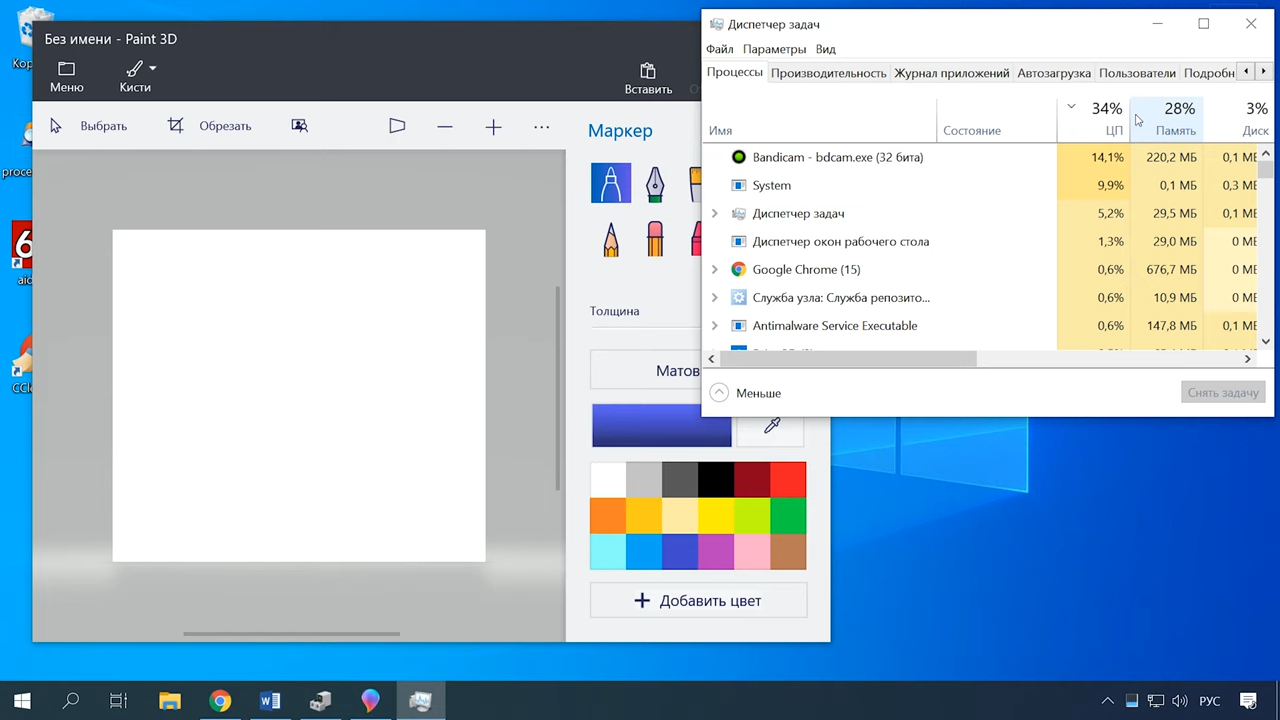 Кор
proce
aid
CCle
Без имени - Paint 3D
Меню
Кисти
Вставить
Выбрать
Обрезать
Маркер
Толщина
Матов
Добавить цвет
Диспетчер задач
Файл Параметры Вид
Процессы Производительность Журнал приложений Автозагрузка Пользователи Подробн
34% 28% 3%
Имя Состояние ЦП Память Диск
Bandicam - bdcam.exe (32 бита) 14,1% 220,2 МБ 0,1 МБ
System 9,9% 0,1 МБ 0,3 МБ
Диспетчер задач 5,2% 29,5 МБ 0,1 МБ
Диспетчер окон рабочего стола 1,3% 29,0 МБ 0 МБ
Google Chrome (15) 0,6% 676,7 МБ 0 МБ
Служба узла: Служба репозито... 0,6% 10,9 МБ 0 МБ
Antimalware Service Executable 0,6% 147,8 МБ 0,1 МБ
Меньше
Снять задачу
РУС